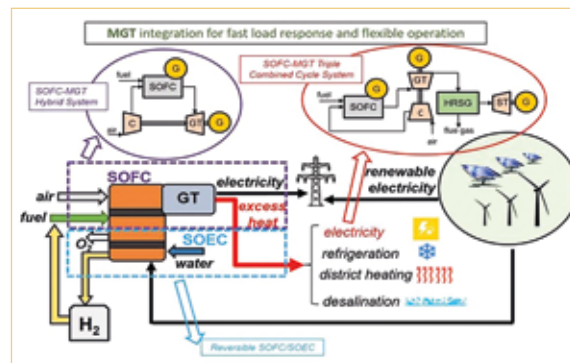 MGT integration for fast load response and flexible operation
SOFC-MGT
Hybrid System
fuel
SOFC
G
air
C
GT
SOFC-MGT Triple
Combined Cycle System
G
fuel
SOFC
G
GT
C
air
HRSG
flue gas
ST
G
SOFC
air
fuel
GT
electricity
excess
heat
renewable
electricity
O2
SOEC
water
H2
electricity
refrigeration
district heating
desalination
Reversible SOFC/SOEC